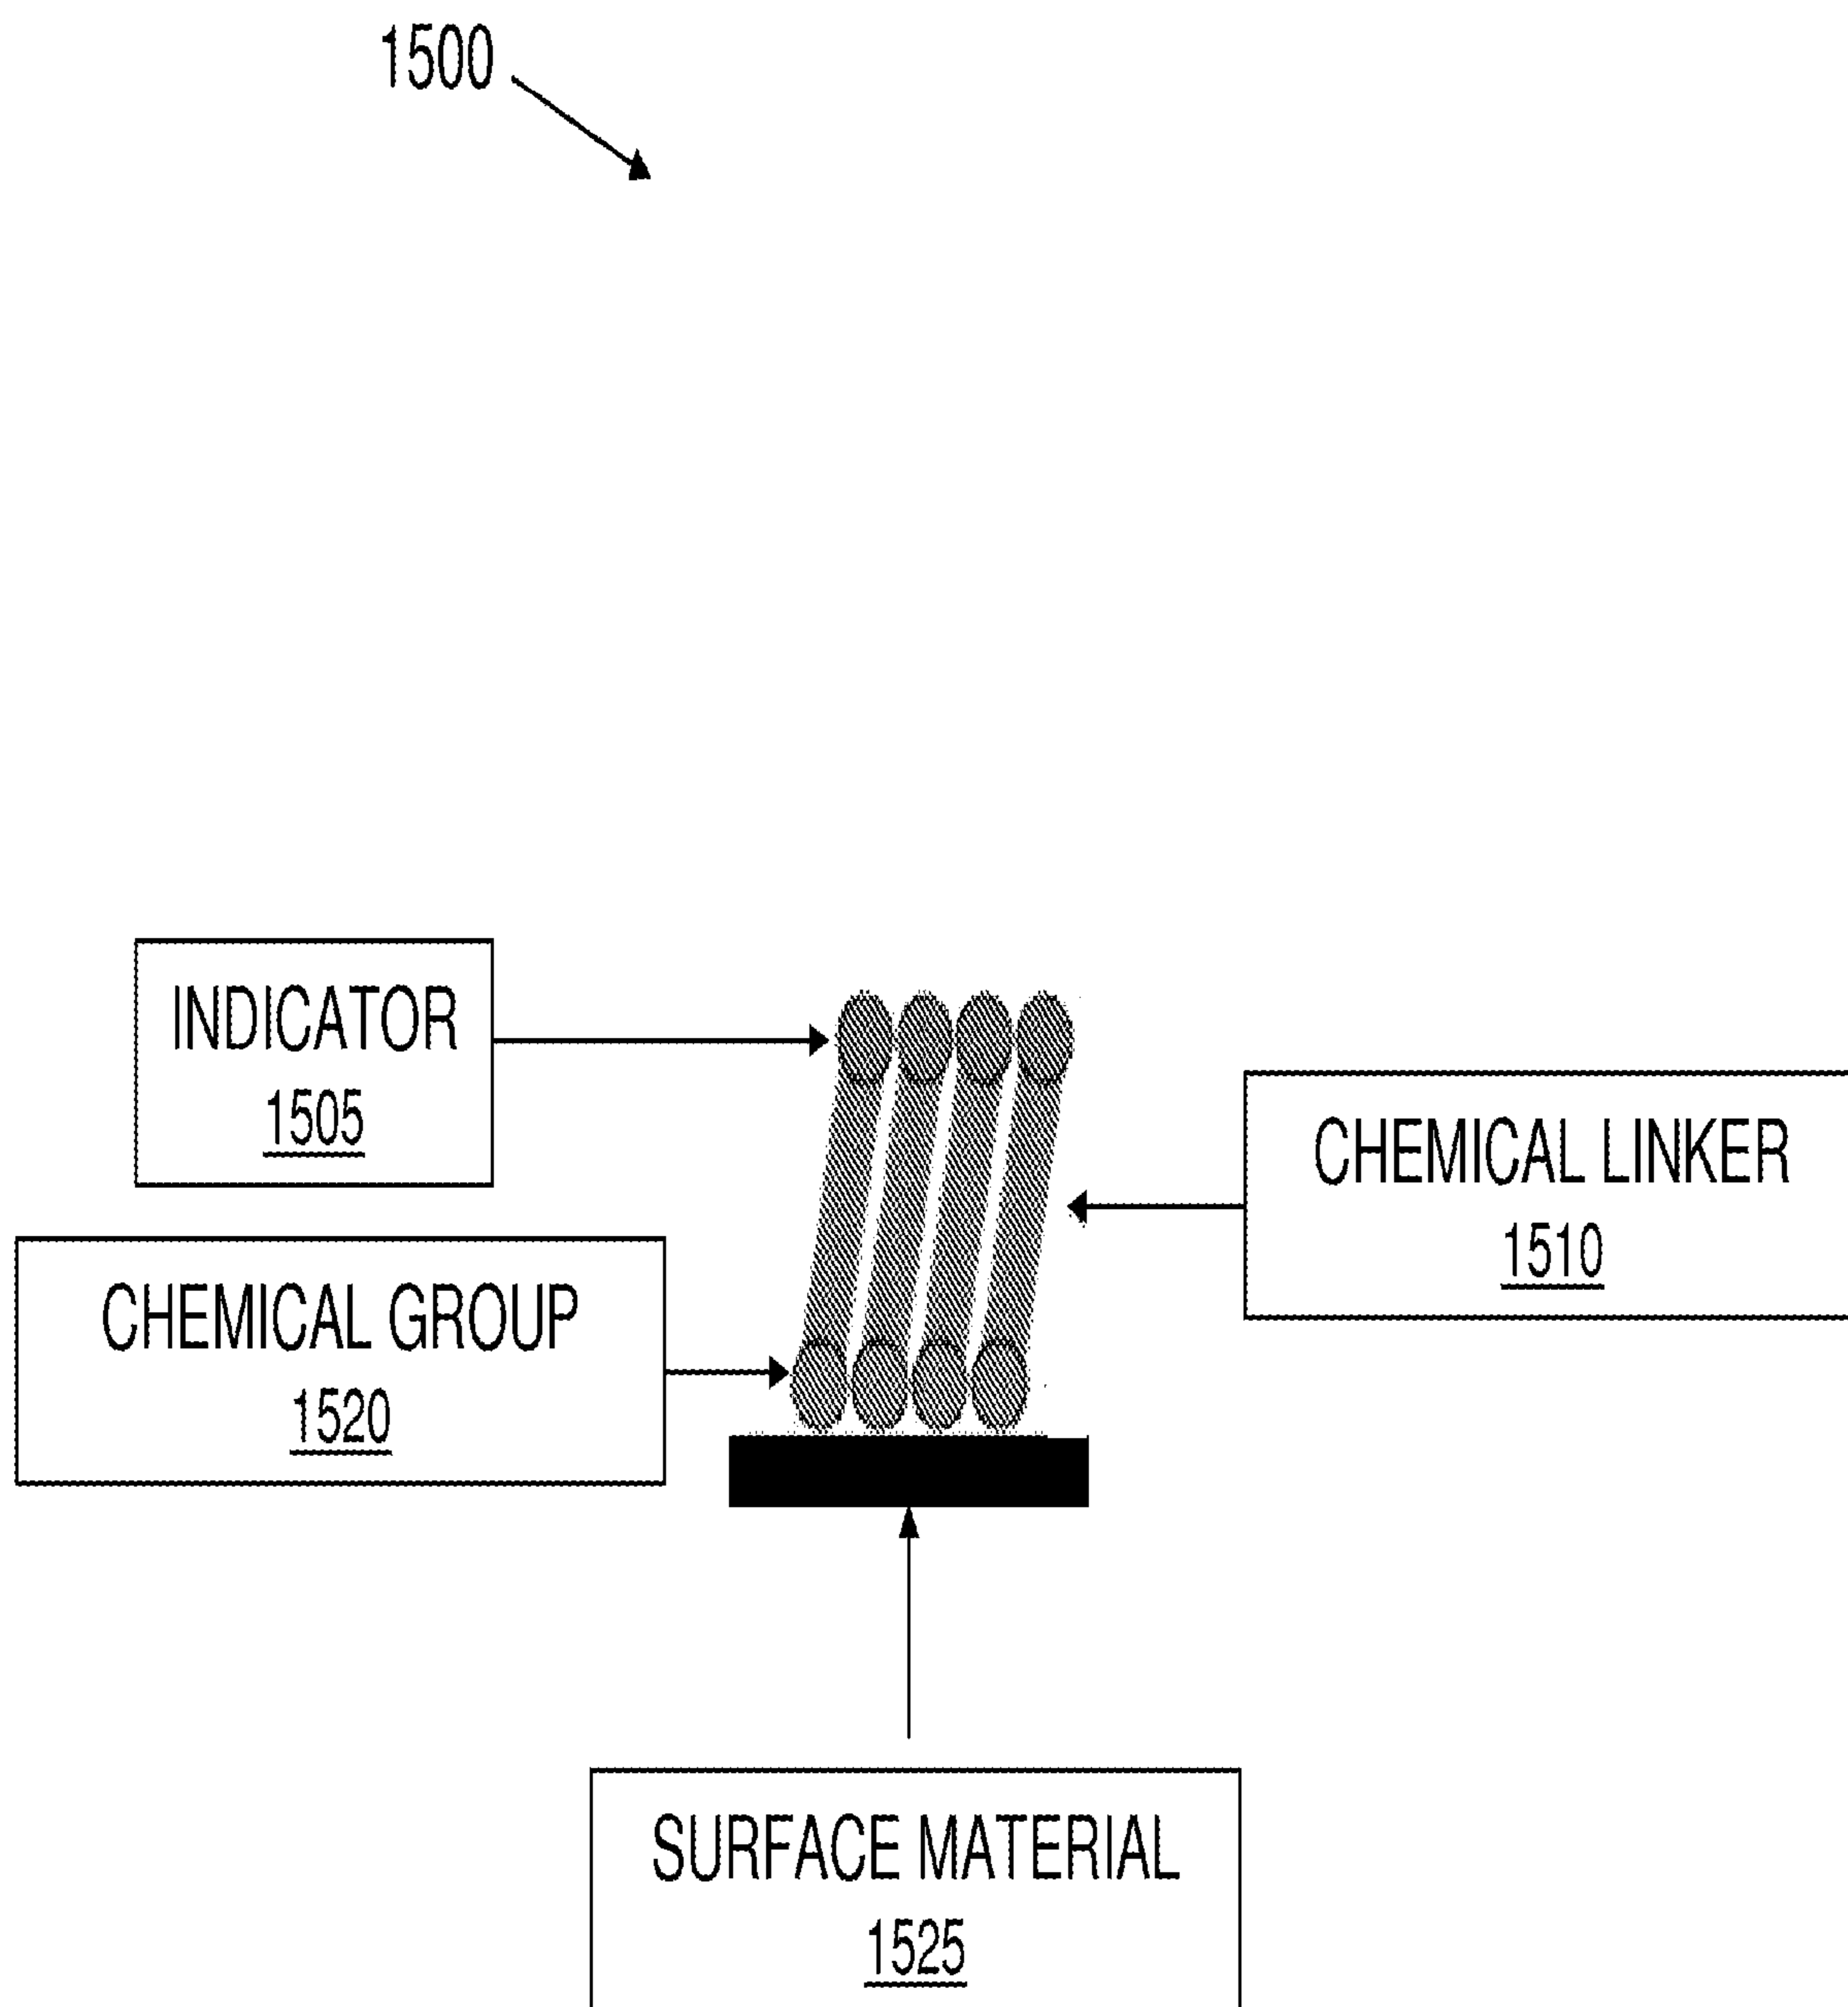 1500
INDICATOR
1505
CHEMICAL LINKER
1510
CHEMICAL GROUP
1520
SURFACE MATERIAL
1525